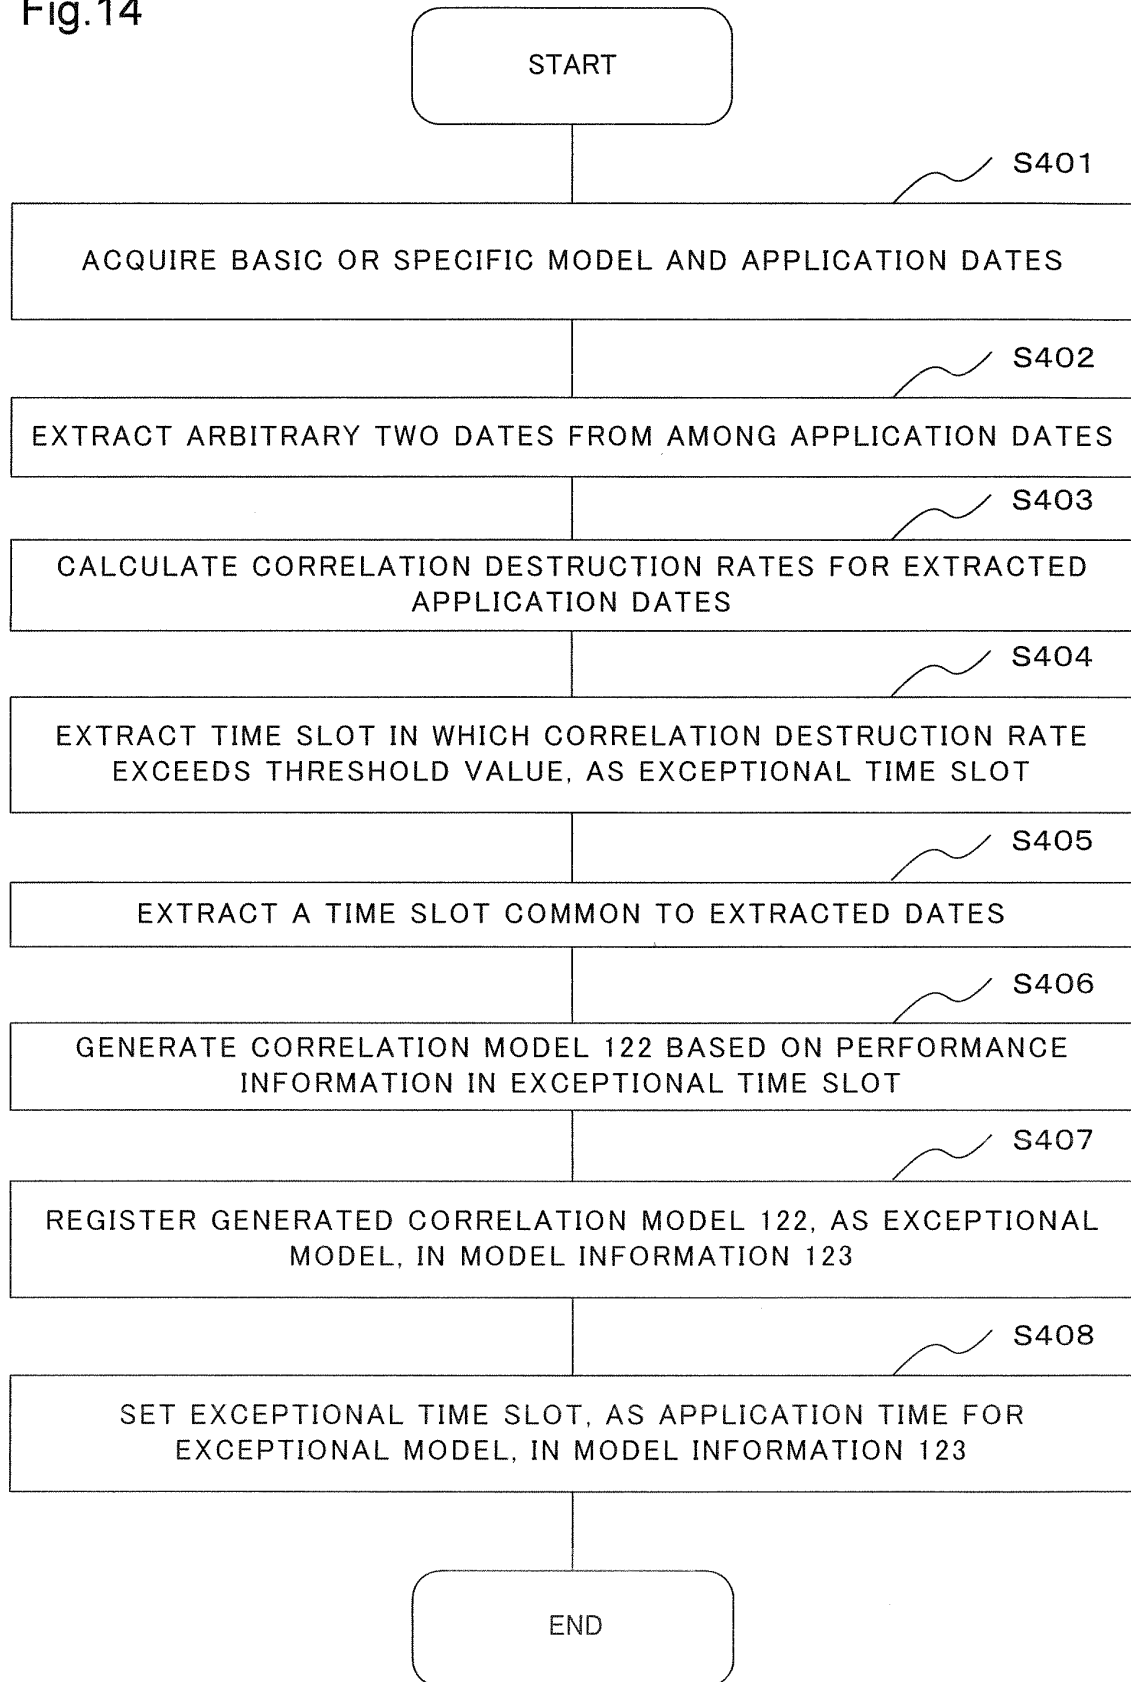 Fig.14
START
S401
ACQUIRE BASIC OR SPECIFIC MODEL AND APPLICATION DATES
S402
EXTRACT ARBITRARY TWO DATES FROM AMONG APPLICATION DATES
S403
CALCULATE CORRELATION DESTRUCTION RATES FOR EXTRACTED
APPLICATION DATES
S404
EXTRACT TIME SLOT IN WHICH CORRELATION DESTRUCTION RATE
EXCEEDS THRESHOLD VALUE, AS EXCEPTIONAL TIME SLOT
S405
EXTRACT A TIME SLOT COMMON TO EXTRACTED DATES
S406
GENERATE CORRELATION MODEL 122 BASED ON PERFORMANCE
INFORMATION IN EXCEPTIONAL TIME SLOT
S407
REGISTER GENERATED CORRELATION MODEL 122, AS EXCEPTIONAL
MODEL, IN MODEL INFORMATION 123
S408
SET EXCEPTIONAL TIME SLOT, AS APPLICATION TIME FOR
EXCEPTIONAL MODEL, IN MODEL INFORMATION 123
END